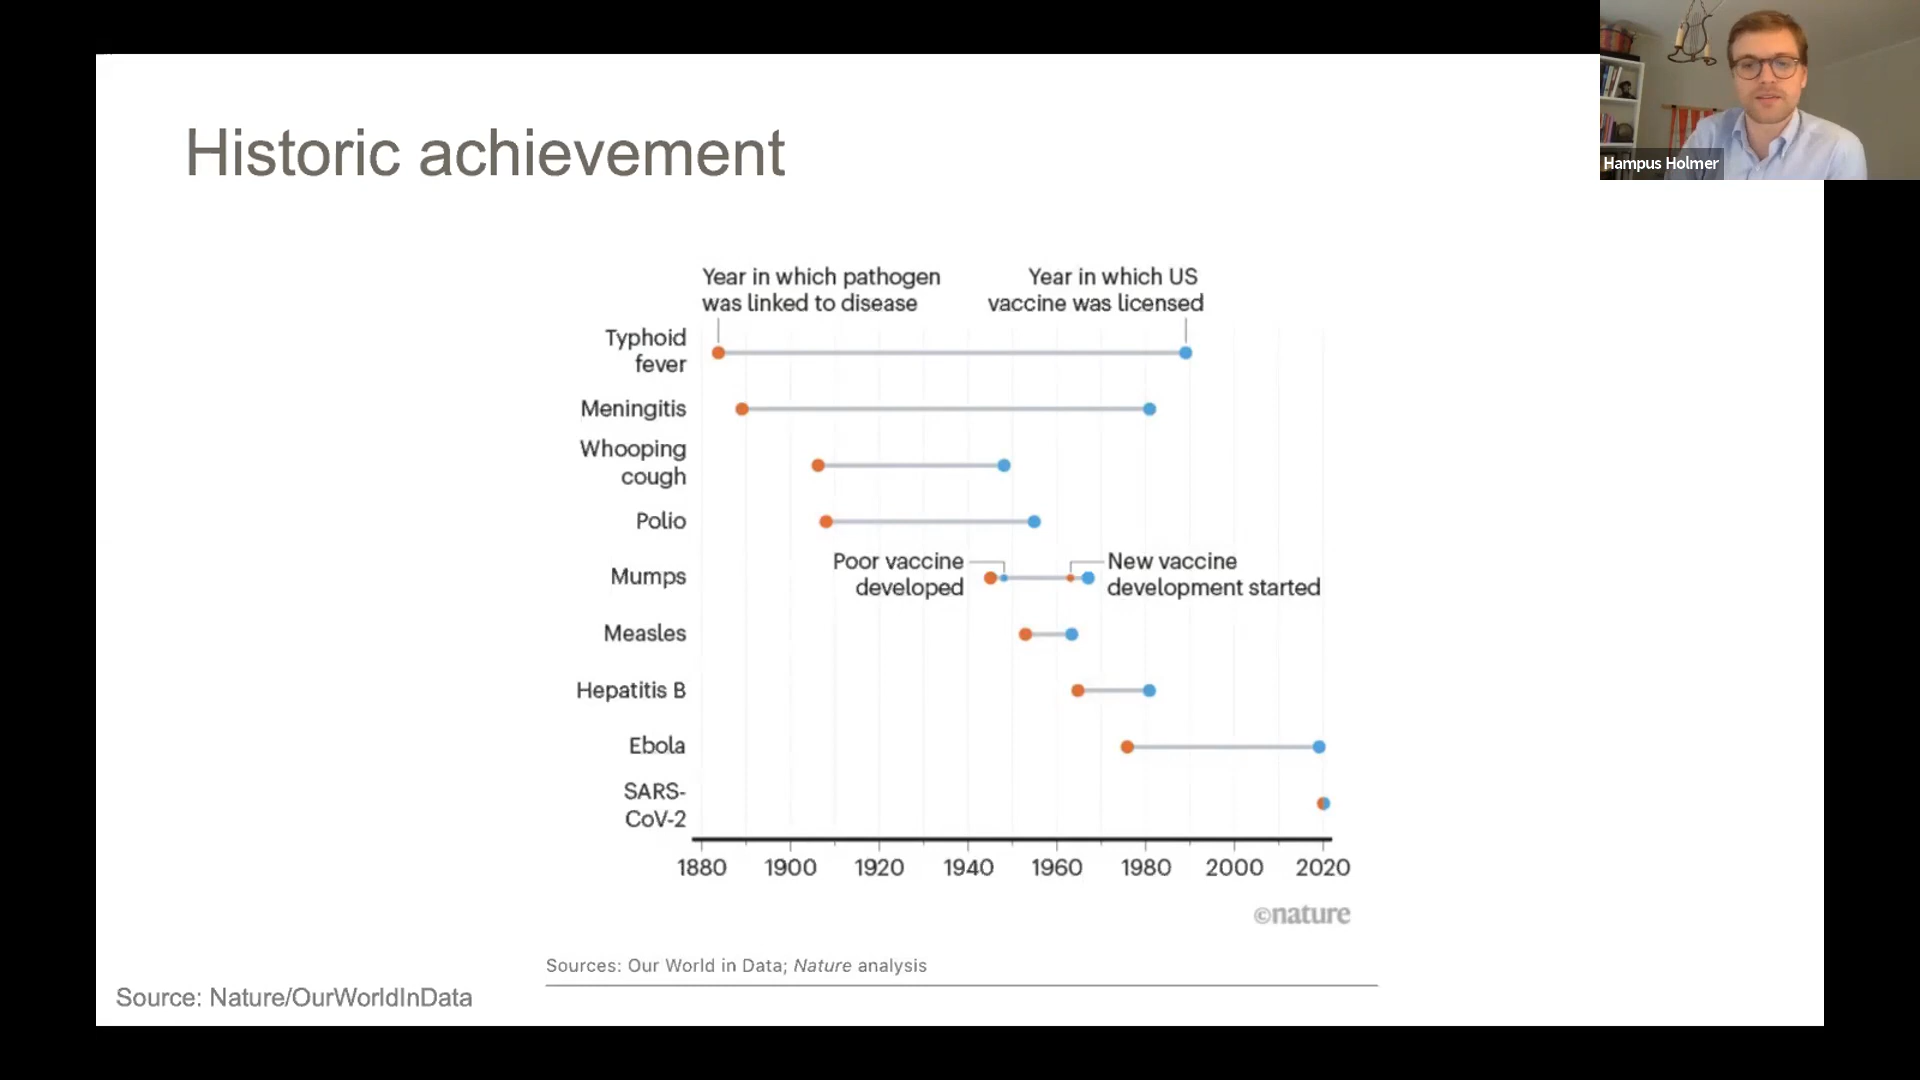 Historic achievement
Hampus Holmer
Year in which pathogen
was linked to disease
Year in which US
vaccine was licensed
Typhoid
fever
Meningitis
Whooping
cough
Polio
Mumps
Poor vaccine
developed
New vaccine
development started
Measles
Hepatitis B
Ebola
SARS-
CoV-2
1880 1900 1920 1940 1960 1980 2000 2020
©nature
Sources: Our World in Data; Nature analysis
Source: Nature/OurWorldInData